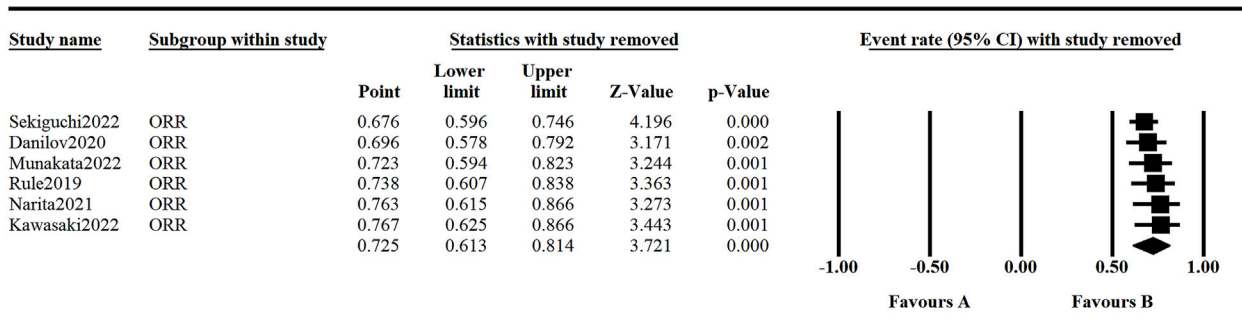 Study name Subgroup within study Statistics with study removed Event rate (95% CI) with study removed
Lower Upper
Point limit limit Z-Value p-Value
Sekiguchi2022 ORR 0.676 0.596 0.746 4.196 0.000
Danilov2020 ORR 0.696 0.578 0.792 3.171 0.002
Munakata2022 ORR 0.723 0.594 0.823 3.244 0.001
Rule2019 ORR 0.738 0.607 0.838 3.363 0.001
Narita2021 ORR 0.763 0.615 0.866 3.273 0.001
Kawasaki2022 ORR 0.767 0.625 0.866 3.443 0.001
0.725 0.613 0.814 3.721 0.000
-1.00 -0.50 0.00 0.50 1.00
Favours A Favours B